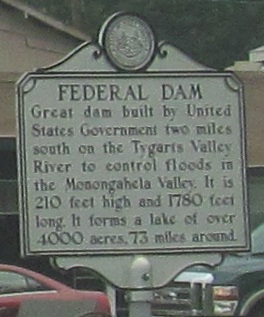 FEDERAL DAM
Great dam built by United
States Government two miles
south on the Tygarts Valley
River to control floods in
the Monongahela Valley. It is
210 feet high and 1780 feet
long. It forms a lake of over
4000 acres, 73 miles around.